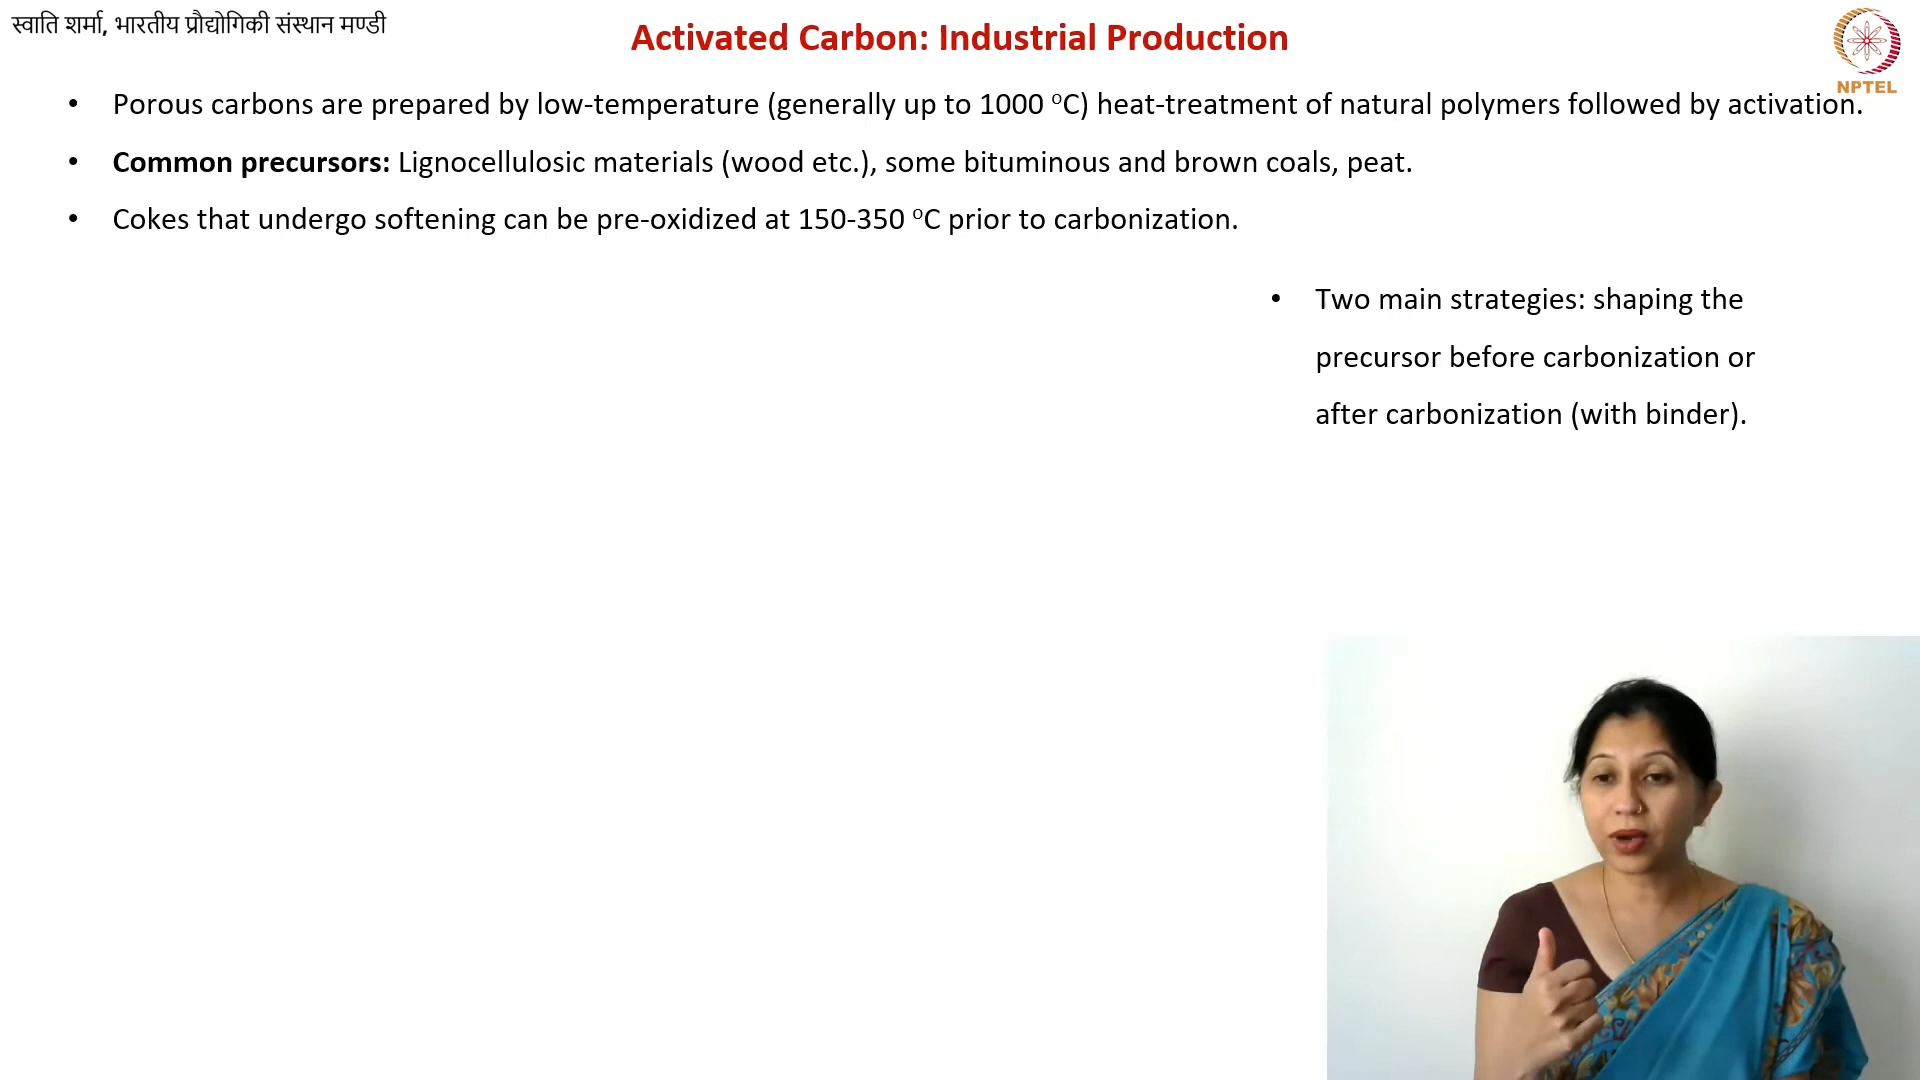 स्वाति शर्मा, भारतीय प्रौद्योगिकी संस्थान मण्डी
Activated Carbon: Industrial Production
NPTEL
• Porous carbons are prepared by low-temperature (generally up to 1000 ᵒC) heat-treatment of natural polymers followed by activation.
• Common precursors: Lignocellulosic materials (wood etc.), some bituminous and brown coals, peat.
• Cokes that undergo softening can be pre-oxidized at 150-350 ᵒC prior to carbonization.
• Two main strategies: shaping the
precursor before carbonization or
after carbonization (with binder).